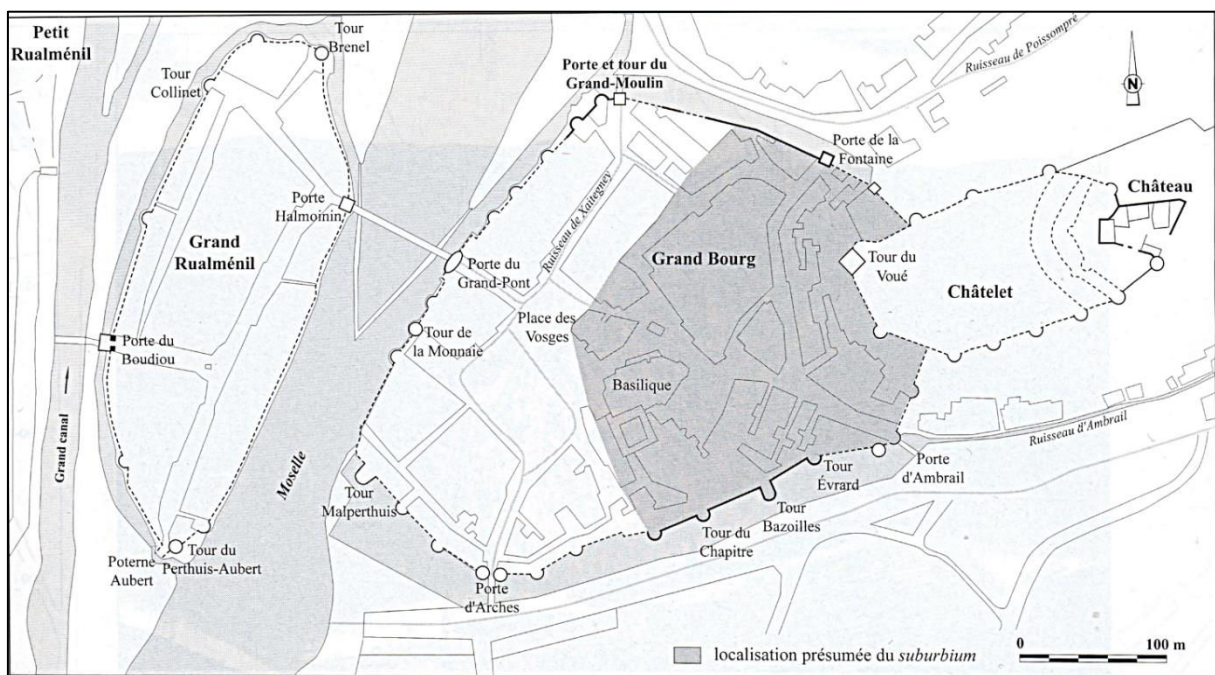 Petit
Rualménil
Tour
Brenel
Tour
Collinet
Porte et tour du
Grand-Moulin
Ruisseau de Poissompré
N
Porte de la
Fontaine
Château
Porte
Halmoinin
Ruisseau de Xaitegney
Grand
Rualménil
Porte du
Grand-Pont
Grand Bourg
Tour du
Voué
Châtelet
Place des
Vosges
Tour de
la Monnaie
Porte du
Boudiou
Basilique
Grand canal
Moselle
Ruisseau d'Ambrail
Tour
Malperthuis
Tour
Évrard
Porte
d'Ambrail
Tour
Bazoilles
Tour du
Chapitre
Poterne
Aubert
Tour du
Perthuis-Aubert
Porte
d'Arches
localisation présumée du suburbium
0 100 m